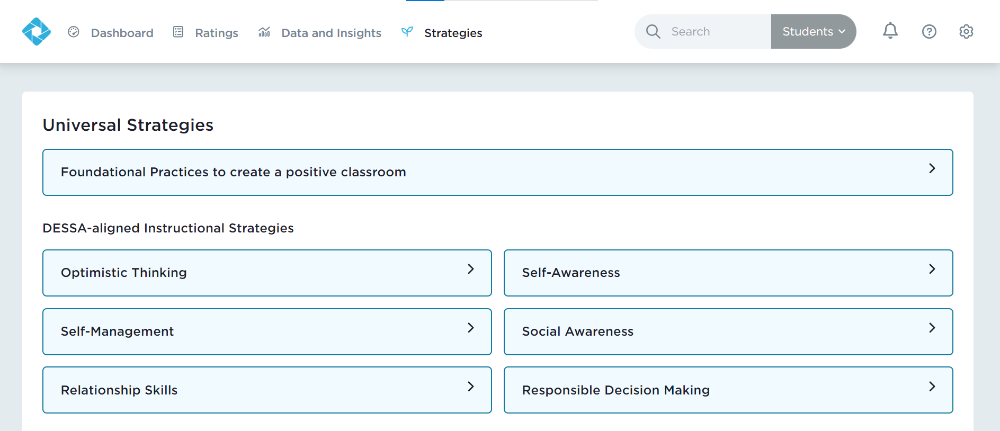 Dashboard Ratings Data and Insights Strategies Search Students
Universal Strategies
Foundational Practices to create a positive classroom
DESSA-aligned Instructional Strategies
Optimistic Thinking Self-Awareness
Self-Management Social Awareness
Relationship Skills Responsible Decision Making